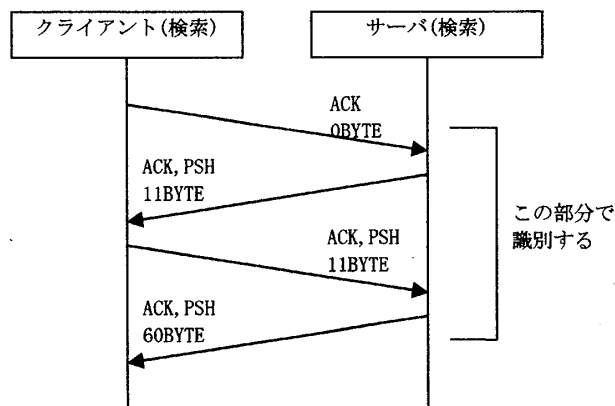 クライアント(検索)
サーバ(検索)
ACK
0BYTE
ACK,PSH
11BYTE
この部分で
識別する
ACK,PSH
11BYTE
ACK,PSH
60BYTE